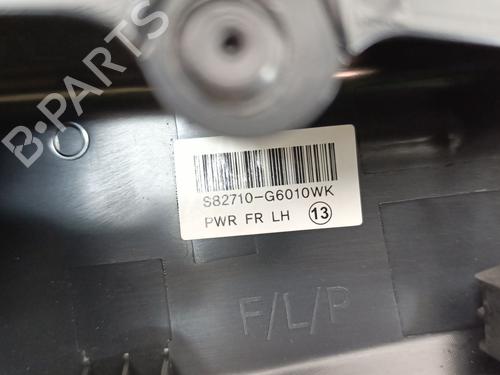 B-PARTS
S82710-G6010WK
PWR FR LH 13
F/L/P